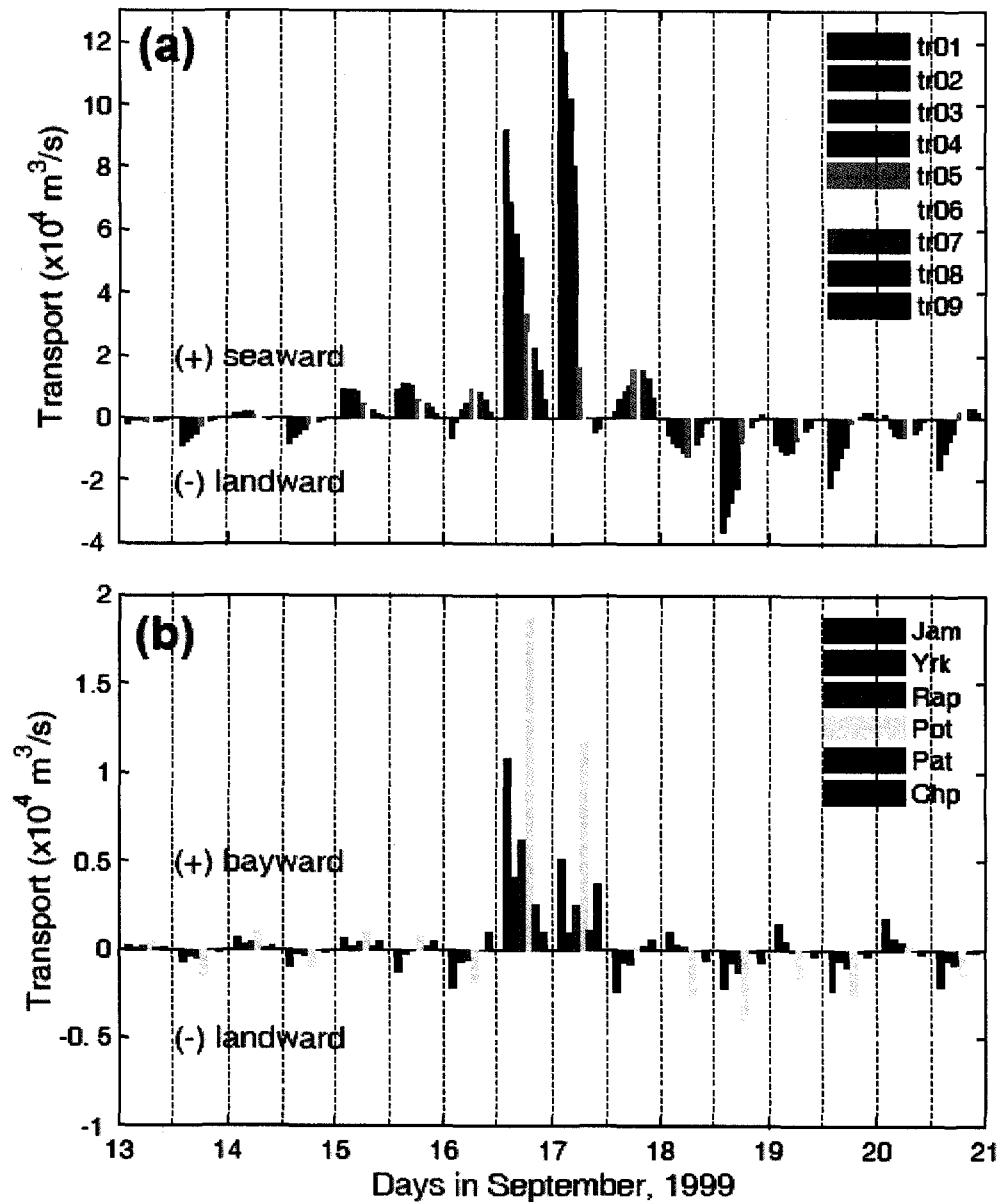 (a)
12
10
8
6
4
2
0
-2
-4
Transport (x10⁴ m³/s)
(+) seaward
(-) landward
tr01
tr02
tr03
tr04
tr05
tr06
tr07
tr08
tr09
(b)
2
1.5
1
0.5
0
-0.5
-1
Transport (x10⁴ m³/s)
(+) bayward
(-) landward
Jam
Yrk
Rap
Pot
Pat
Chp
13 14 15 16 17 18 19 20 21
Days in September, 1999